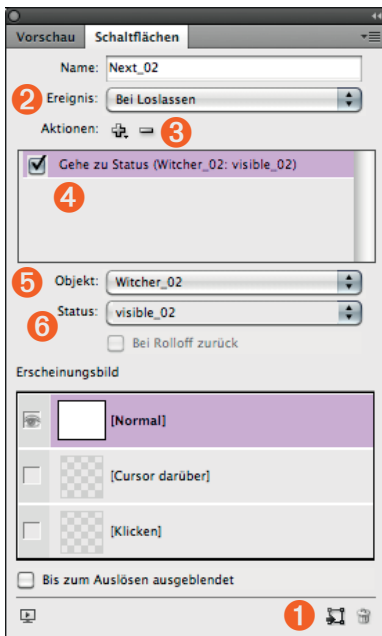 Vorschau Schaltflächen
Name: Next_02
2 Ereignis: Bei Loslassen
Aktionen: 3
Gehe zu Status (Witcher_02: visible_02)
4
5 Objekt: Witcher_02
6 Status: visible_02
Bei Rolloff zurück
Erscheinungsbild
[Normal]
[Cursor darüber]
[Klicken]
Bis zum Auslösen ausgeblendet
1